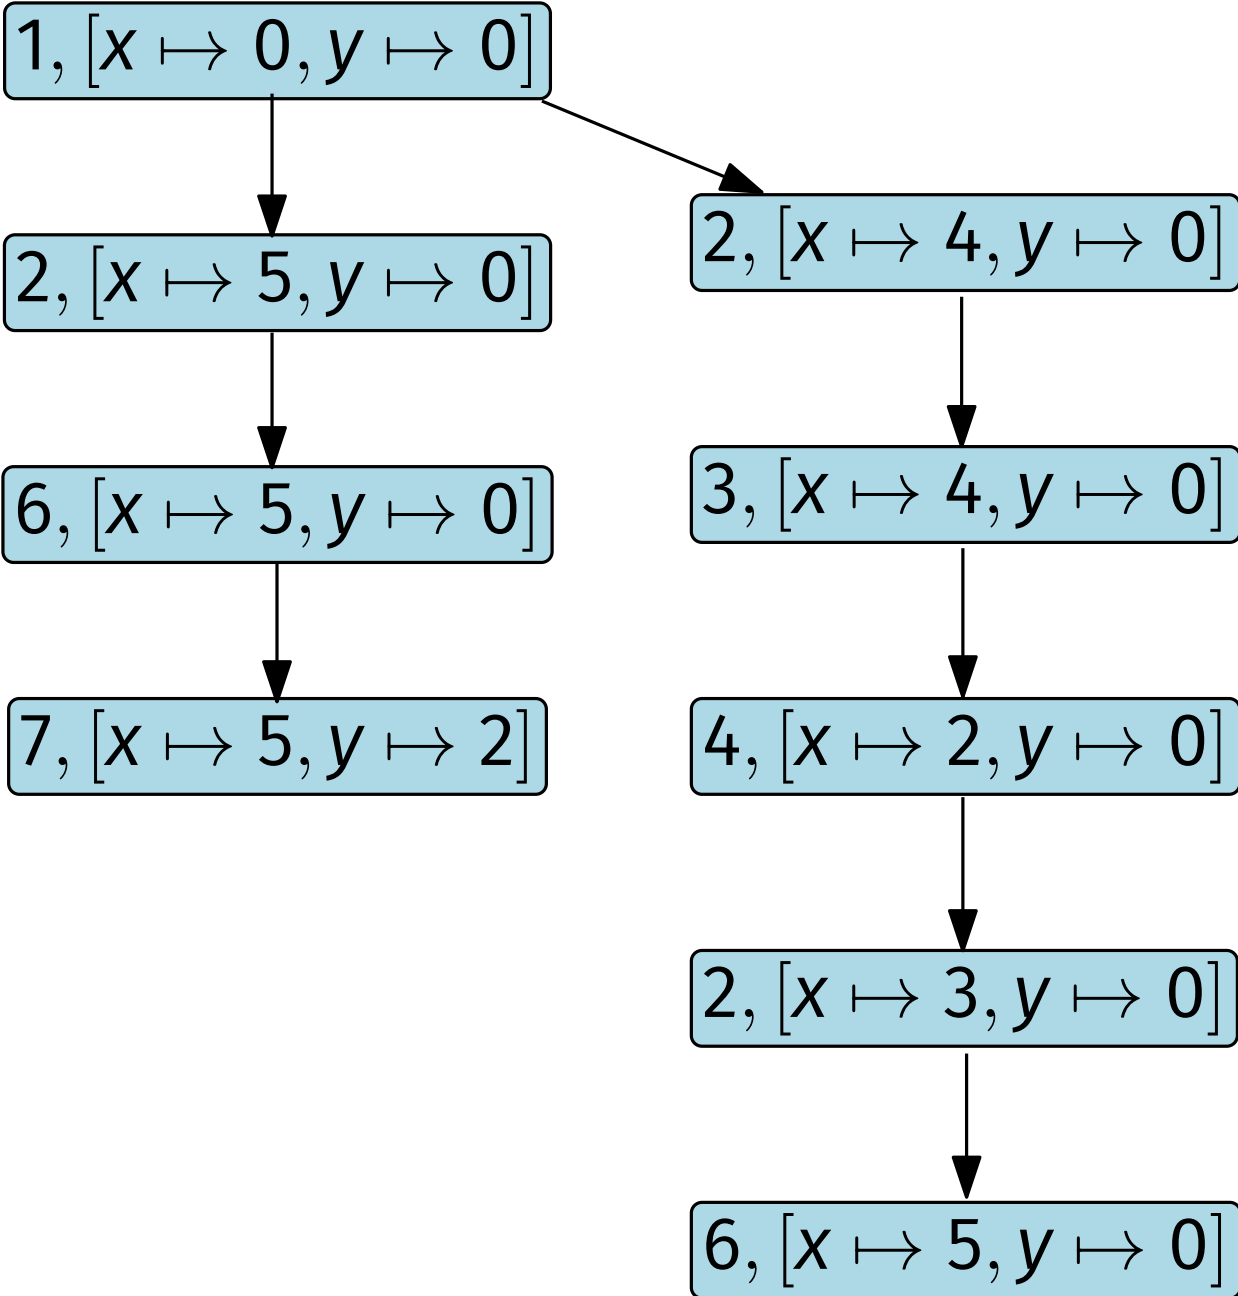 1, [x ↦ 0, y ↦ 0]
2, [x ↦ 5, y ↦ 0]
6, [x ↦ 5, y ↦ 0]
7, [x ↦ 5, y ↦ 2]
2, [x ↦ 4, y ↦ 0]
3, [x ↦ 4, y ↦ 0]
4, [x ↦ 2, y ↦ 0]
2, [x ↦ 3, y ↦ 0]
6, [x ↦ 5, y ↦ 0]